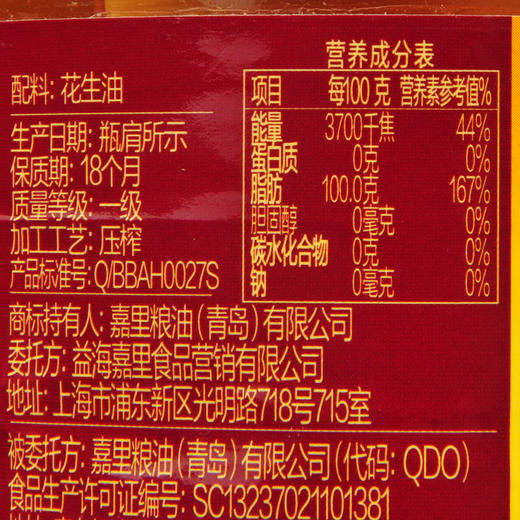 配料: 花生油
生产日期: 瓶肩所示
保质期: 18个月
质量等级: 一级
加工工艺: 压榨
产品标准号: Q/BBAH0027S
营养成分表
项目 每100克 营养素参考值%
能量 3700千焦 44%
蛋白质 0克 0%
脂肪 100.0克 167%
胆固醇 0毫克 0%
碳水化合物 0克 0%
钠 0毫克 0%
商标持有人: 嘉里粮油(青岛)有限公司
委托方: 益海嘉里食品营销有限公司
地址: 上海市浦东新区光明路718号715室
被委托方: 嘉里粮油(青岛)有限公司(代码: QDO)
食品生产许可证编号: SC13237021101381